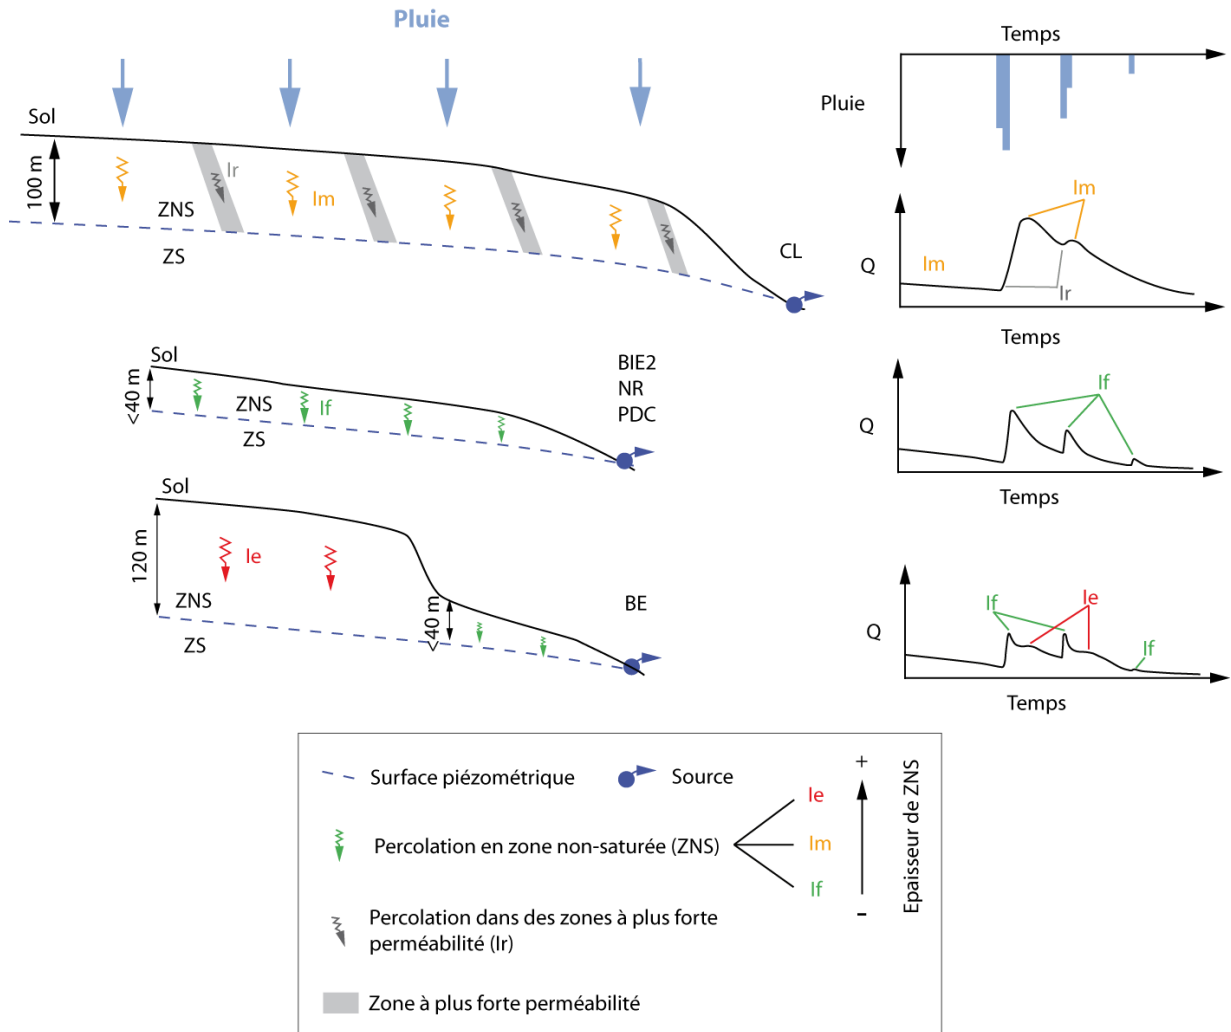 Pluie
Temps
Pluie
Sol
100 m
Ir
Im
ZNS
ZS
CL
Im
Q
Im
Ir
Temps
Sol
<40 m
ZNS
If
ZS
BIE2
NR
PDC
If
Q
Temps
Sol
120 m
Ie
ZNS
ZS
<40 m
BE
If
Ie
Q
If
Temps
Surface piézométrique
Source
Percolation en zone non-saturée (ZNS)
Ie
Im
If
+
–
Epaisseur de ZNS
Percolation dans des zones à plus forte
perméabilité (Ir)
Zone à plus forte perméabilité